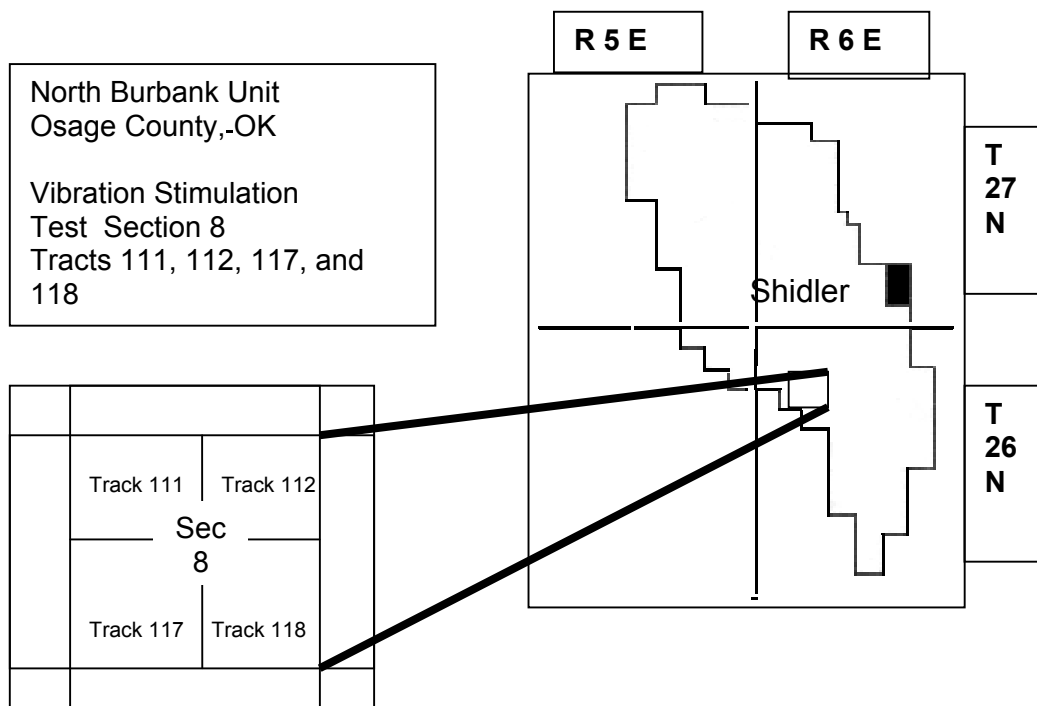 R 5 E
R 6 E
North Burbank Unit
Osage County,-OK
Vibration Stimulation
Test Section 8
Tracts 111, 112, 117, and
118
T
27
N
Shidler
T
26
N
Track 111
Track 112
Sec
8
Track 117
Track 118